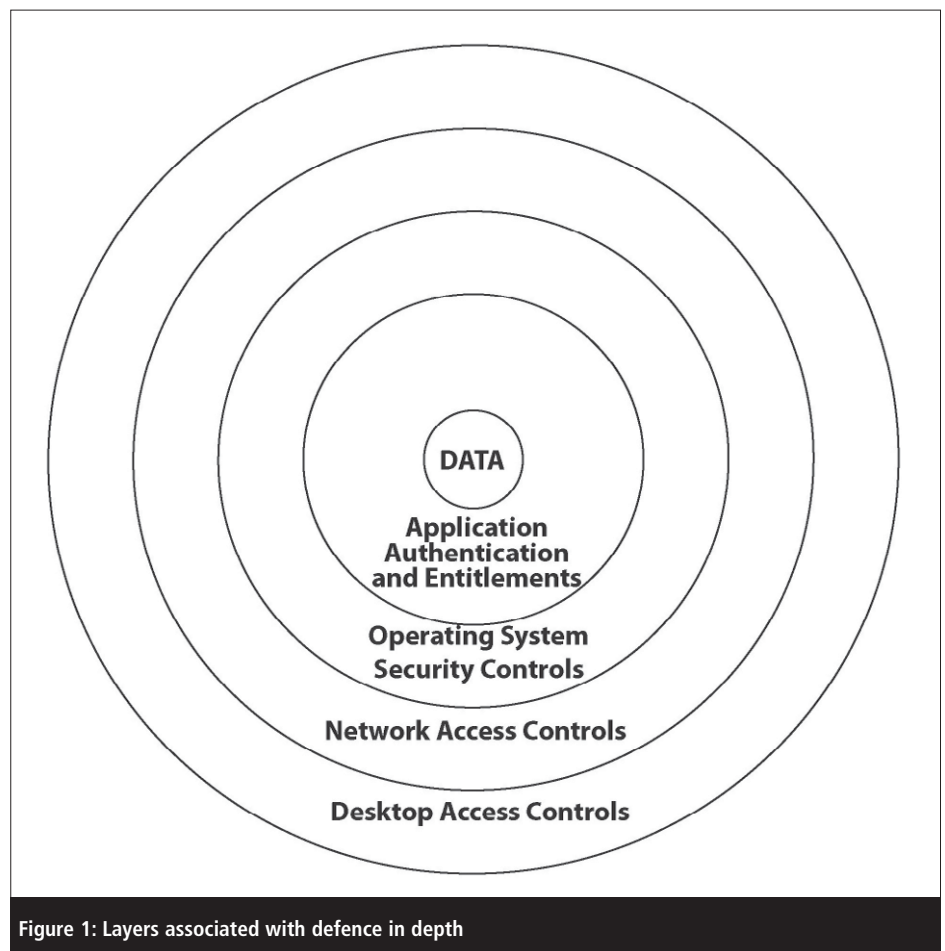 DATA
Application
Authentication
and Entitlements
Operating System
Security Controls
Network Access Controls
Desktop Access Controls
Figure 1: Layers associated with defence in depth